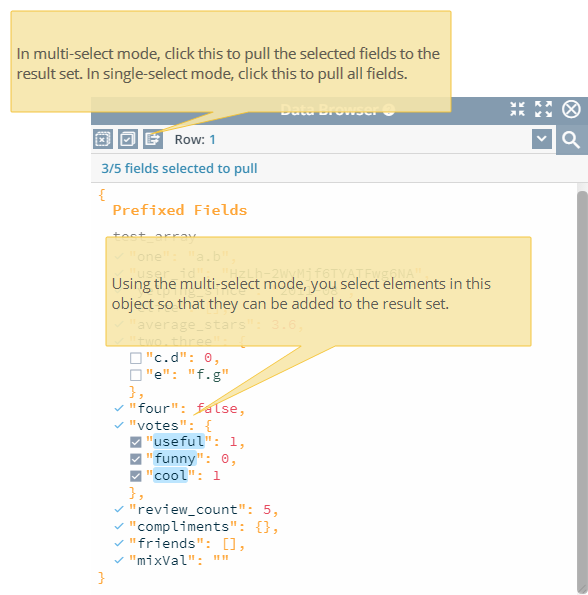 In multi-select mode, click this to pull the selected fields to the
result set. In single-select mode, click this to pull all fields.
Data Browser
Row: 1
3/5 fields selected to pull
{
Prefixed Fields
test_array
"one": "a.b",
Using the multi-select mode, you select elements in this
object so that they can be added to the result set.
"average_stars": 3.6,
"two.three": {
"c.d": 0,
"e": "f.g"
},
"four": false,
"votes": {
"useful": 1,
"funny": 0,
"cool": 1
},
"review_count": 5,
"compliments": {},
"friends": [],
"mixVal": ""
}